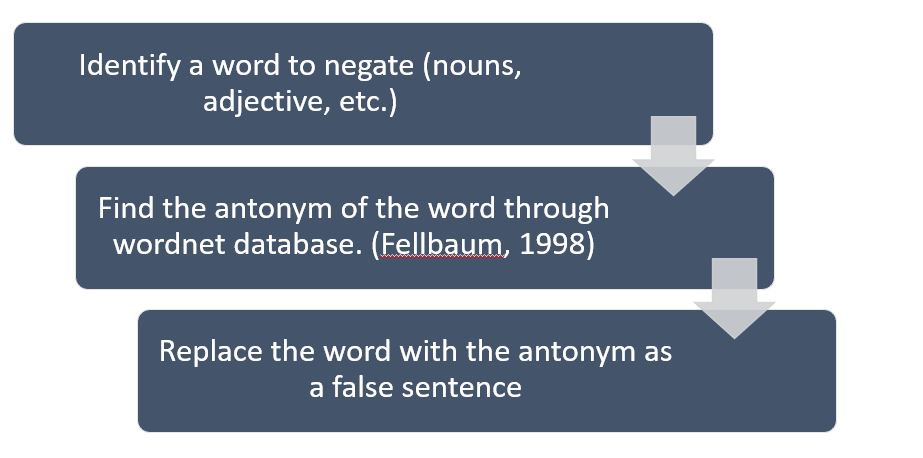 Identify a word to negate (nouns,
adjective, etc.)
Find the antonym of the word through
wordnet database. (Fellbaum, 1998)
Replace the word with the antonym as
a false sentence